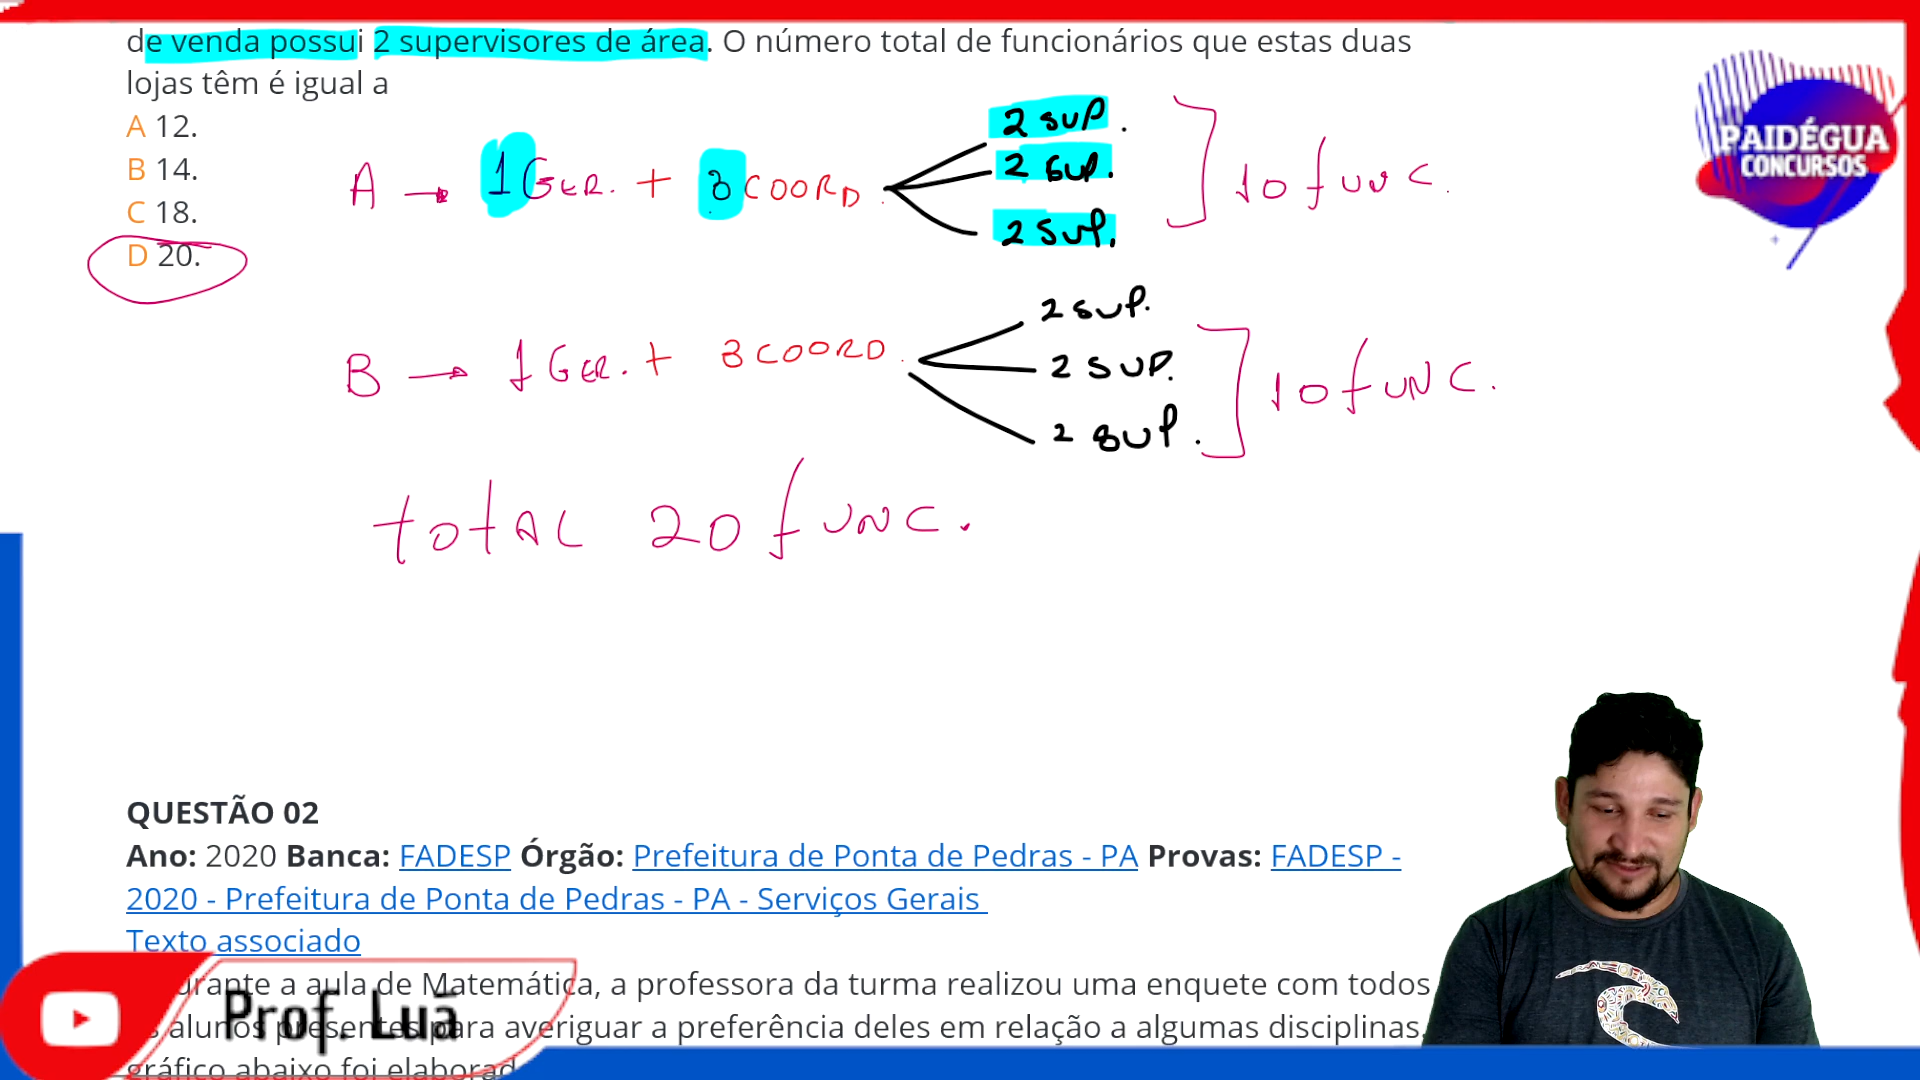 de venda possui 2 supervisores de área. O número total de funcionários que estas duas
lojas têm é igual a
A 12.
B 14.
C 18.
D 20.
A → 1 GER. + 3 COORD.
2 SUP.
2 SUP.
2 SUP.
10 FUNC.
B → 1 GER. + 3 COORD.
2 SUP.
2 SUP.
2 SUP.
10 FUNC.
TOTAL 20 FUNC.
PAIDÉGUA
CONCURSOS
QUESTÃO 02
Ano: 2020 Banca: FADESP Órgão: Prefeitura de Ponta de Pedras - PA Provas: FADESP -
2020 - Prefeitura de Ponta de Pedras - PA - Serviços Gerais
Texto associado
urante a aula de Matemática, a professora da turma realizou uma enquete com todos
alunos presentes para averiguar a preferência deles em relação a algumas disciplinas.
gráfico abaixo foi elaborad
Prof. Luã